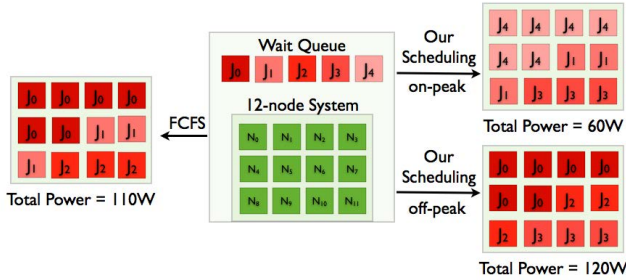 Wait Queue
J0 J1 J2 J3 J4
12-node System
N0 N1 N2 N3
N4 N5 N6 N7
N8 N9 N10 N11
FCFS
J0 J0 J0 J0
J0 J0 J1 J1
J1 J2 J2 J2
Total Power = 110W
Our
Scheduling
on-peak
J4 J4 J4 J4
J4 J4 J1 J1
J1 J3 J3 J3
Total Power = 60W
Our
Scheduling
off-peak
J0 J0 J0 J0
J0 J0 J2 J2
J2 J3 J3 J3
Total Power = 120W